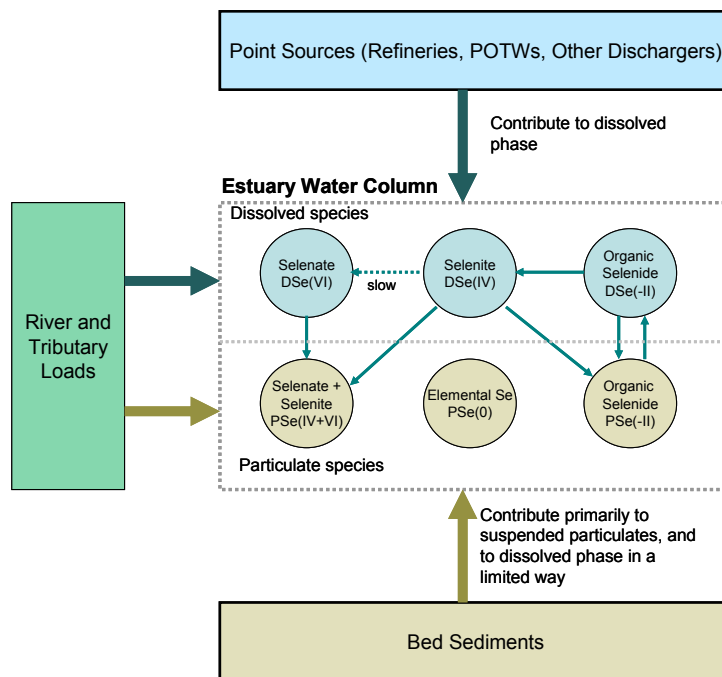 Point Sources (Refineries, POTWs, Other Dischargers)
Contribute to dissolved
phase
Estuary Water Column
Dissolved species
Selenate
DSe(VI)
slow
Selenite
DSe(IV)
Organic
Selenide
DSe(-II)
River and
Tributary
Loads
Selenate +
Selenite
PSe(IV+VI)
Elemental Se
PSe(0)
Organic
Selenide
PSe(-II)
Particulate species
Contribute primarily to
suspended particulates, and
to dissolved phase in a
limited way
Bed Sediments